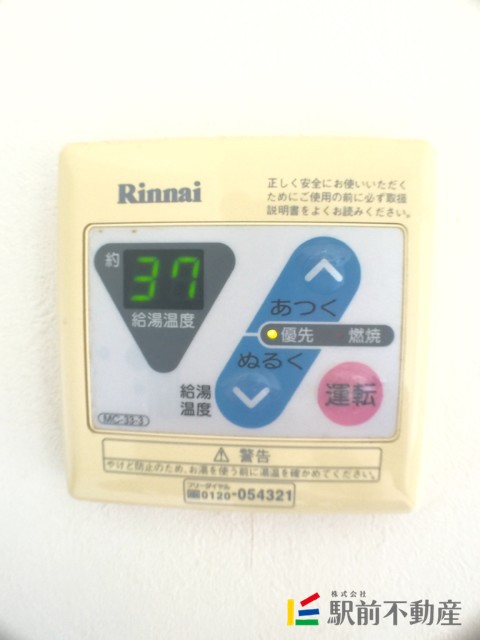 Rinnai
正しく安全にお使いいただく
ためにご使用の前に必ず取扱
説明書をよくお読みください。
約
37
給湯温度
あつく
優先 燃焼
ぬるく
給湯
温度
運転
MC-33-3
⚠ 警告
やけど防止のため、お湯を使う前に湯温を確かめてください。
フリーダイヤル
0120-054321
株式会社
駅前不動産